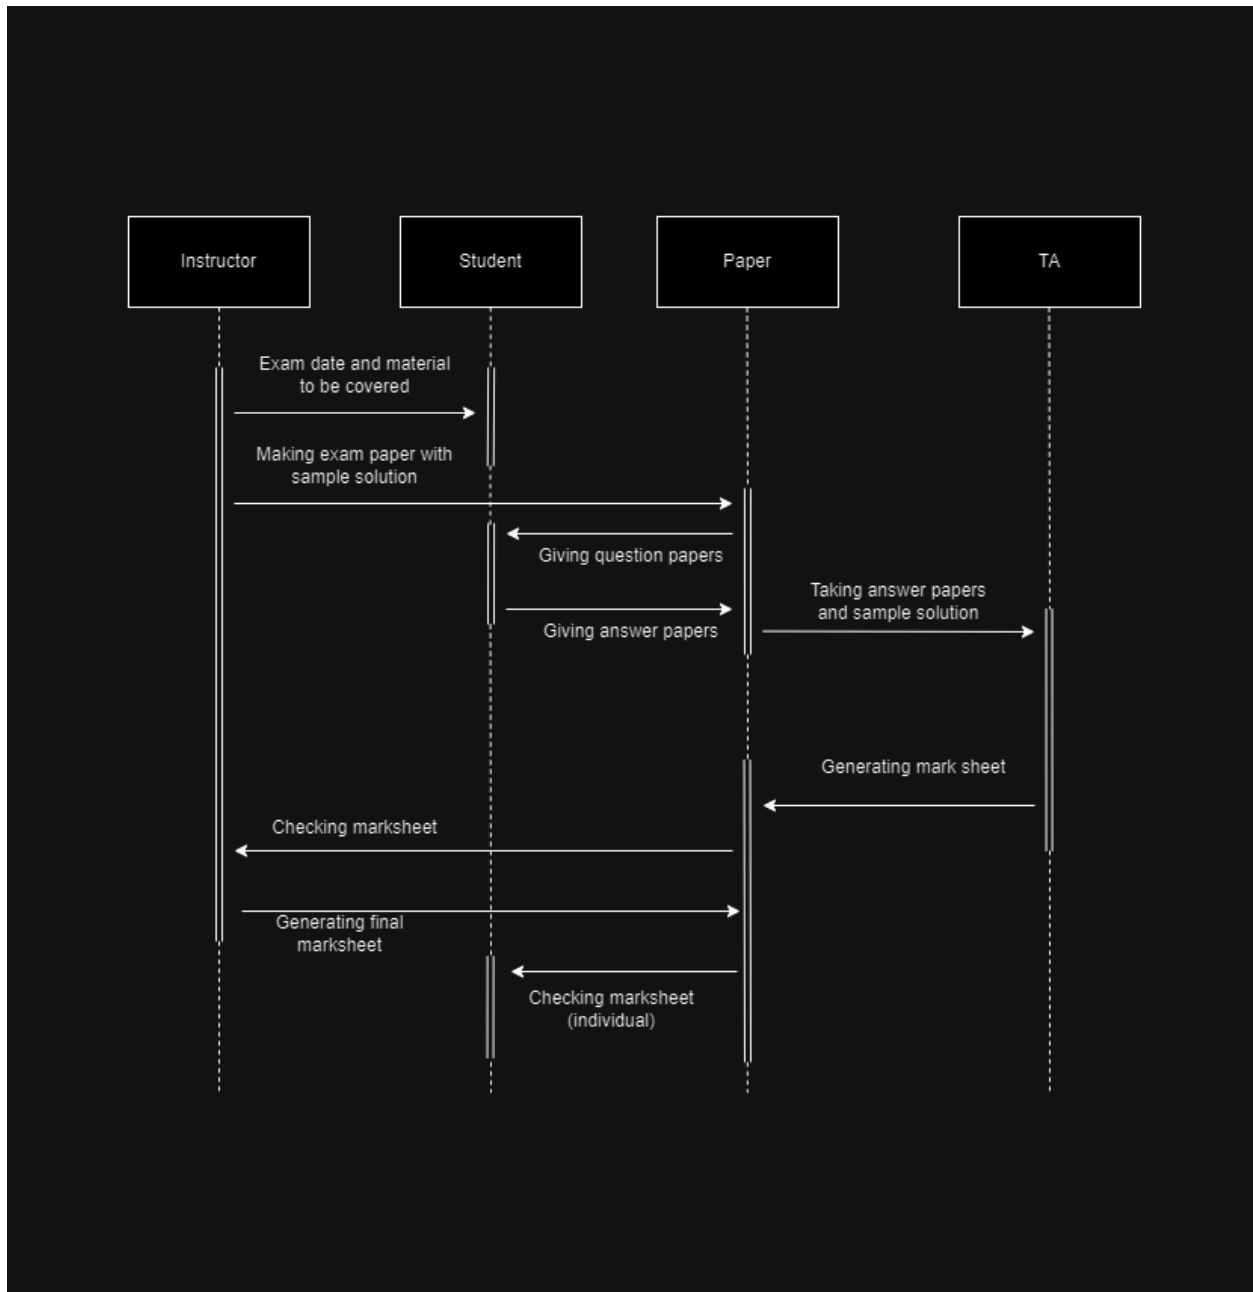 Instructor
Student
Paper
TA
Exam date and material
to be covered
Making exam paper with
sample solution
Giving question papers
Taking answer papers
and sample solution
Giving answer papers
Generating mark sheet
Checking marksheet
Generating final
marksheet
Checking marksheet
(individual)